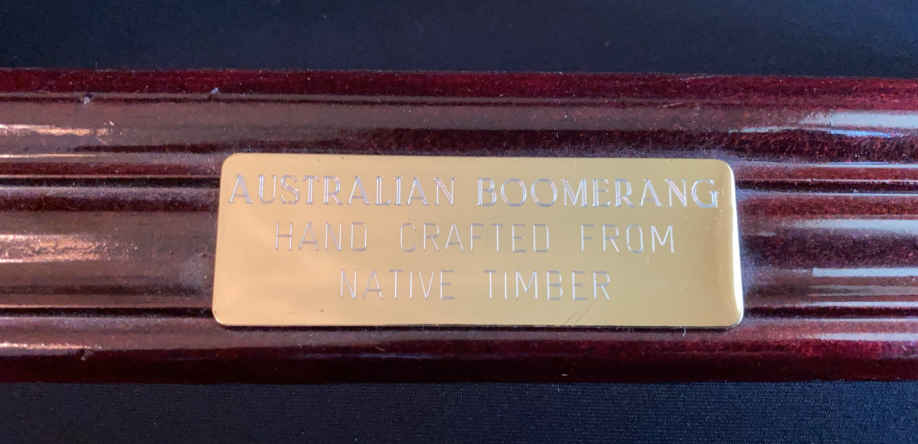 AUSTRALIAN BOOMERANG
HAND CRAFTED FROM
NATIVE TIMBER